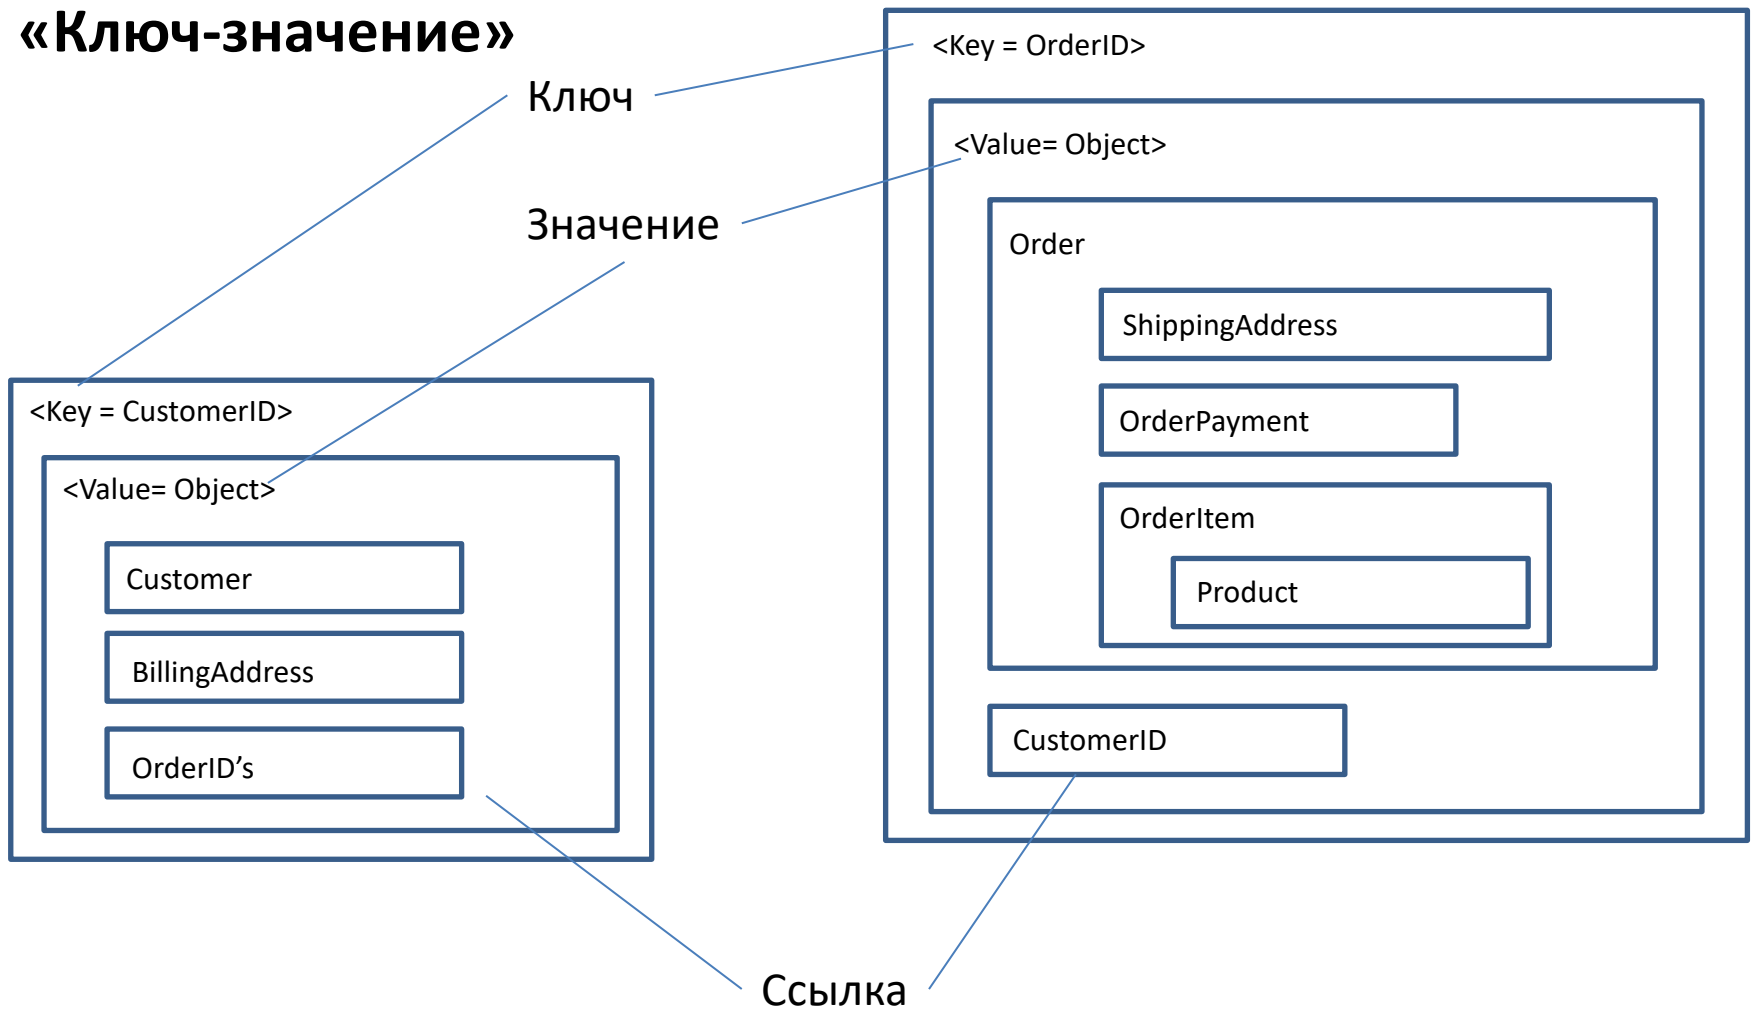 «Ключ-значение»
Ключ
Значение
<Key = CustomerID>
<Value= Object>
Customer
BillingAddress
OrderID’s
<Key = OrderID>
<Value= Object>
Order
ShippingAddress
OrderPayment
OrderItem
Product
CustomerID
Ссылка